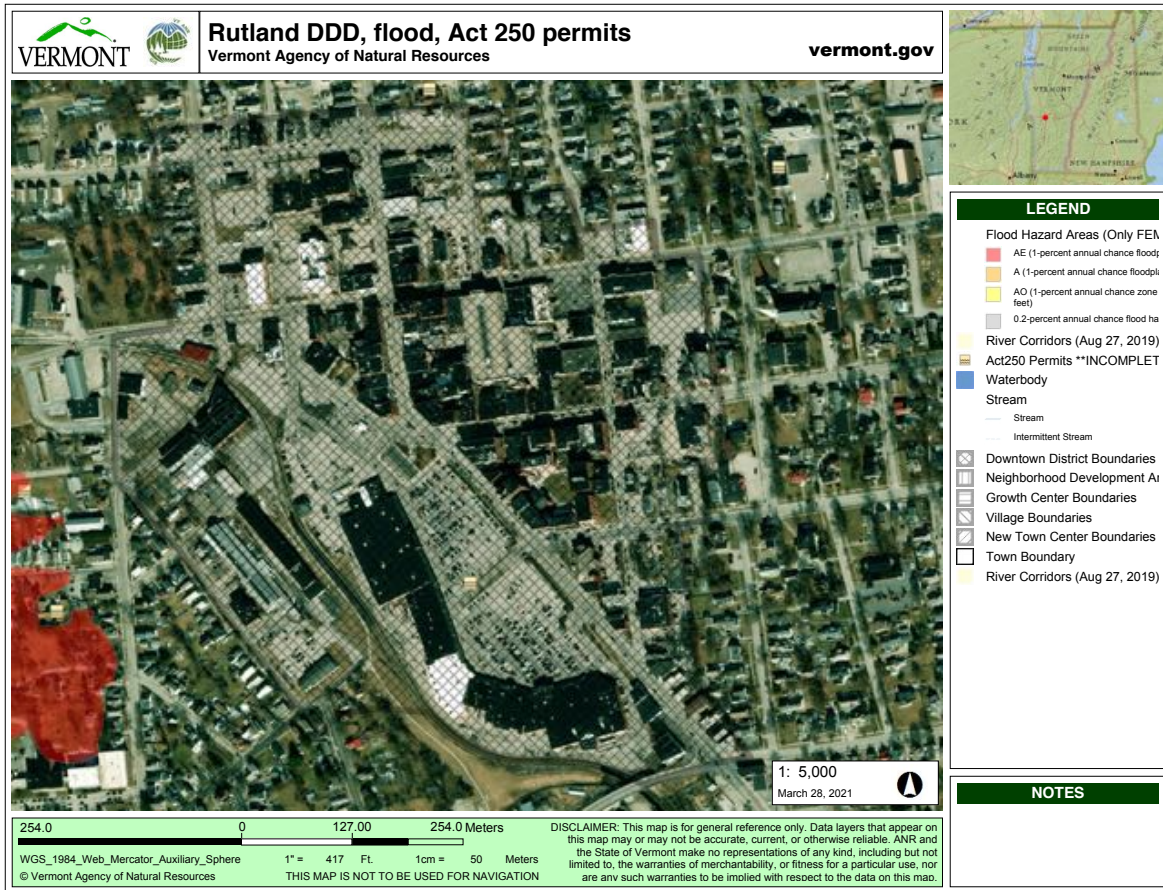 VERMONT
Rutland DDD, flood, Act 250 permits
Vermont Agency of Natural Resources
vermont.gov
VERMONT
NEW HAMPSHIRE
Albany
LEGEND
Flood Hazard Areas (Only FEM
AE (1-percent annual chance floodp
A (1-percent annual chance floodpla
AO (1-percent annual chance zone
feet)
0.2-percent annual chance flood ha
River Corridors (Aug 27, 2019)
Act250 Permits **INCOMPLET
Waterbody
Stream
Stream
Intermittent Stream
Downtown District Boundaries
Neighborhood Development Ar
Growth Center Boundaries
Village Boundaries
New Town Center Boundaries
Town Boundary
River Corridors (Aug 27, 2019)
NOTES
1: 5,000
March 28, 2021
254.0 0 127.00 254.0 Meters
WGS_1984_Web_Mercator_Auxiliary_Sphere
1" = 417 Ft. 1cm = 50 Meters
© Vermont Agency of Natural Resources
THIS MAP IS NOT TO BE USED FOR NAVIGATION
DISCLAIMER: This map is for general reference only. Data layers that appear on
this map may or may not be accurate, current, or otherwise reliable. ANR and
the State of Vermont make no representations of any kind, including but not
limited to, the warranties of merchantability, or fitness for a particular use, nor
are any such warranties to be implied with respect to the data on this map.